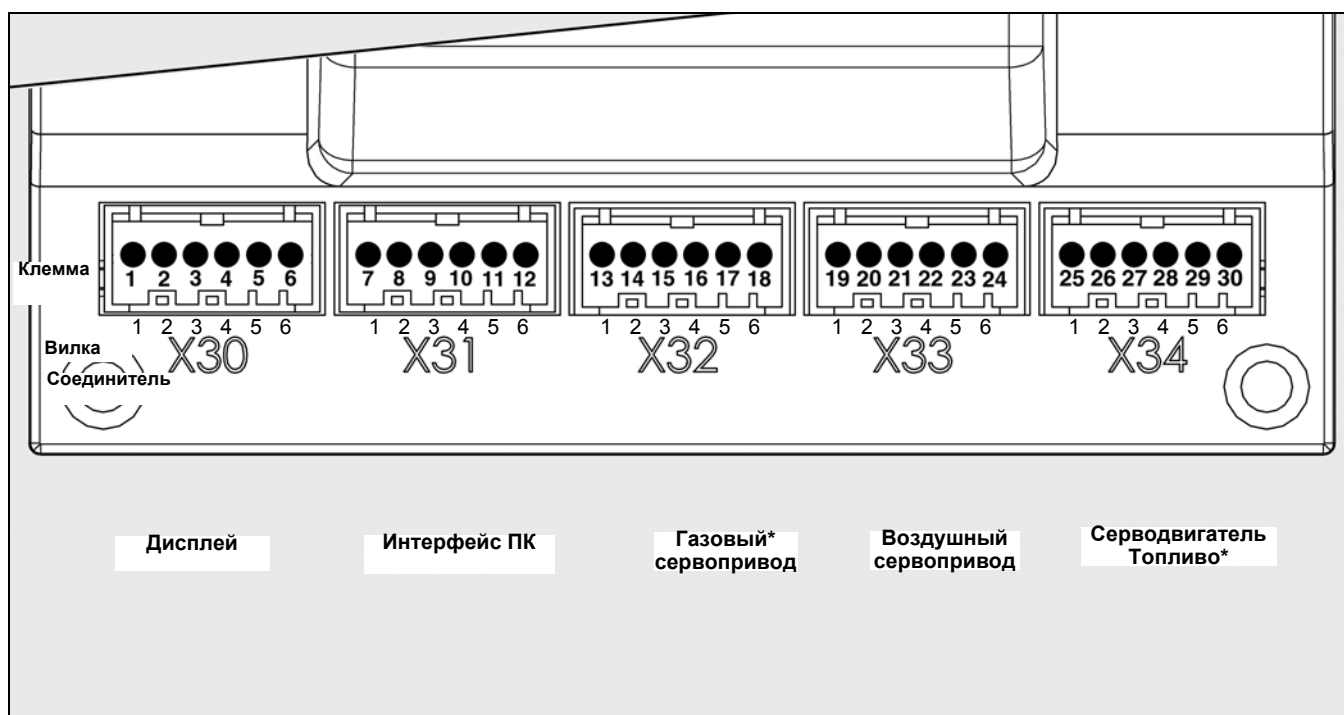 Клемма
1 2 3 4 5 6
7 8 9 10 11 12
13 14 15 16 17 18
19 20 21 22 23 24
25 26 27 28 29 30
1 2 3 4 5 6
1 2 3 4 5 6
1 2 3 4 5 6
1 2 3 4 5 6
1 2 3 4 5 6
Вилка
Соединитель
X30
X31
X32
X33
X34
Дисплей
Интерфейс ПК
Газовый*
сервопривод
Воздушный
сервопривод
Серводвигатель
Топливо*